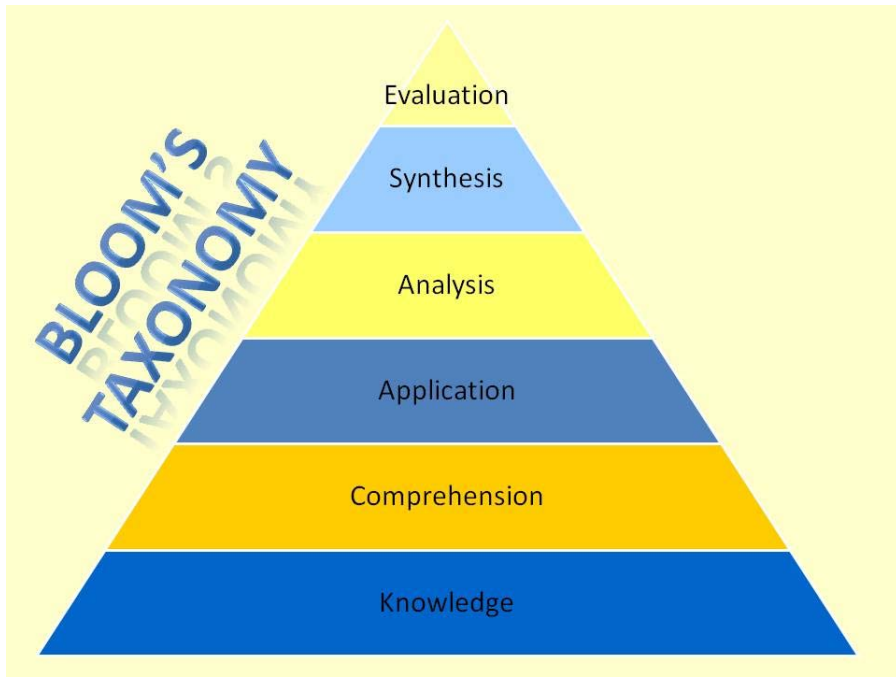 BLOOM'S
TAXONOMY
Evaluation
Synthesis
Analysis
Application
Comprehension
Knowledge